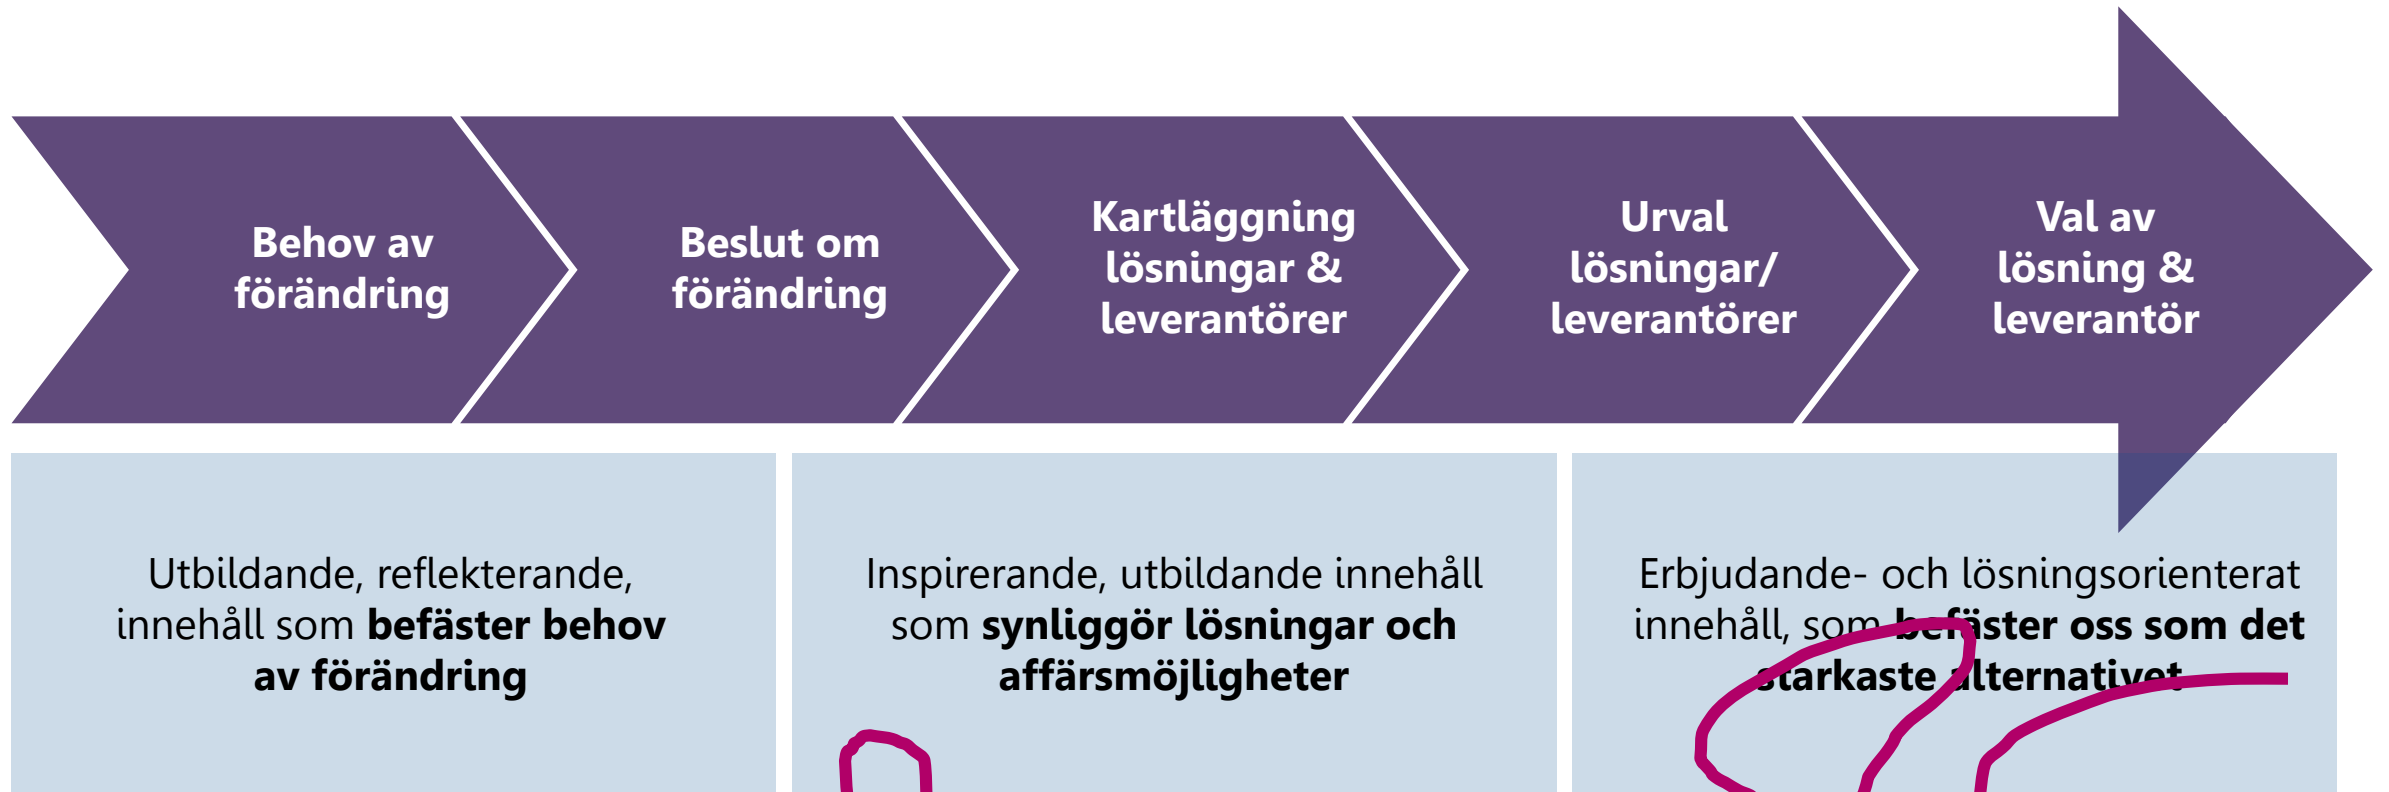 Behov av
förändring
Beslut om
förändring
Kartläggning
lösningar &
leverantörer
Urval
lösningar/
leverantörer
Val av
lösning &
leverantör
Utbildande, reflekterande,
innehåll som befäster behov
av förändring
Inspirerande, utbildande innehåll
som synliggör lösningar och
affärsmöjligheter
Erbjudande- och lösningsorienterat
innehåll, som befäster oss som det
starkaste alternativet